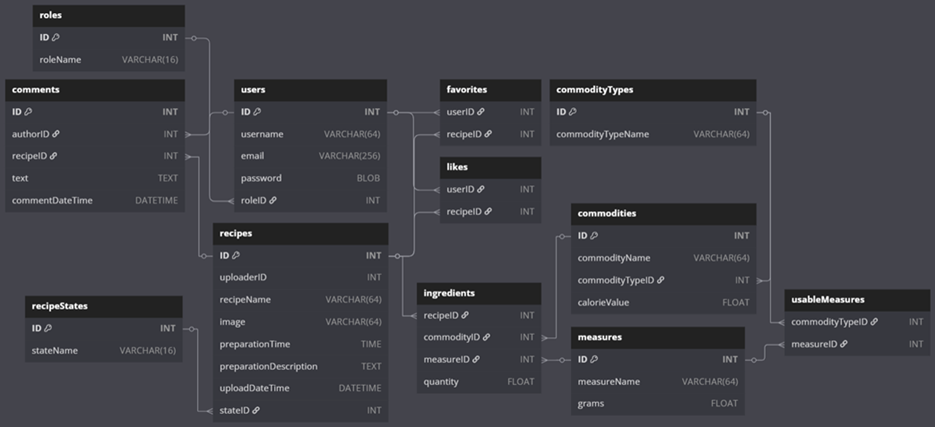 roles
ID INT
roleName VARCHAR(16)
comments
ID INT
authorID INT
recipeID INT
text TEXT
commentDateTime DATETIME
users
ID INT
username VARCHAR(64)
email VARCHAR(256)
password BLOB
roleID INT
favorites
userID INT
recipeID INT
commodityTypes
ID INT
commodityTypeName VARCHAR(64)
likes
userID INT
recipeID INT
recipes
ID INT
uploaderID INT
recipeName VARCHAR(64)
image VARCHAR(64)
preparationTime TIME
preparationDescription TEXT
uploadDateTime DATETIME
stateID INT
commodities
ID INT
commodityName VARCHAR(64)
commodityTypeID INT
calorieValue FLOAT
recipeStates
ID INT
stateName VARCHAR(16)
ingredients
recipeID INT
commodityID INT
measureID INT
quantity FLOAT
measures
ID INT
measureName VARCHAR(64)
grams FLOAT
usableMeasures
commodityTypeID INT
measureID INT